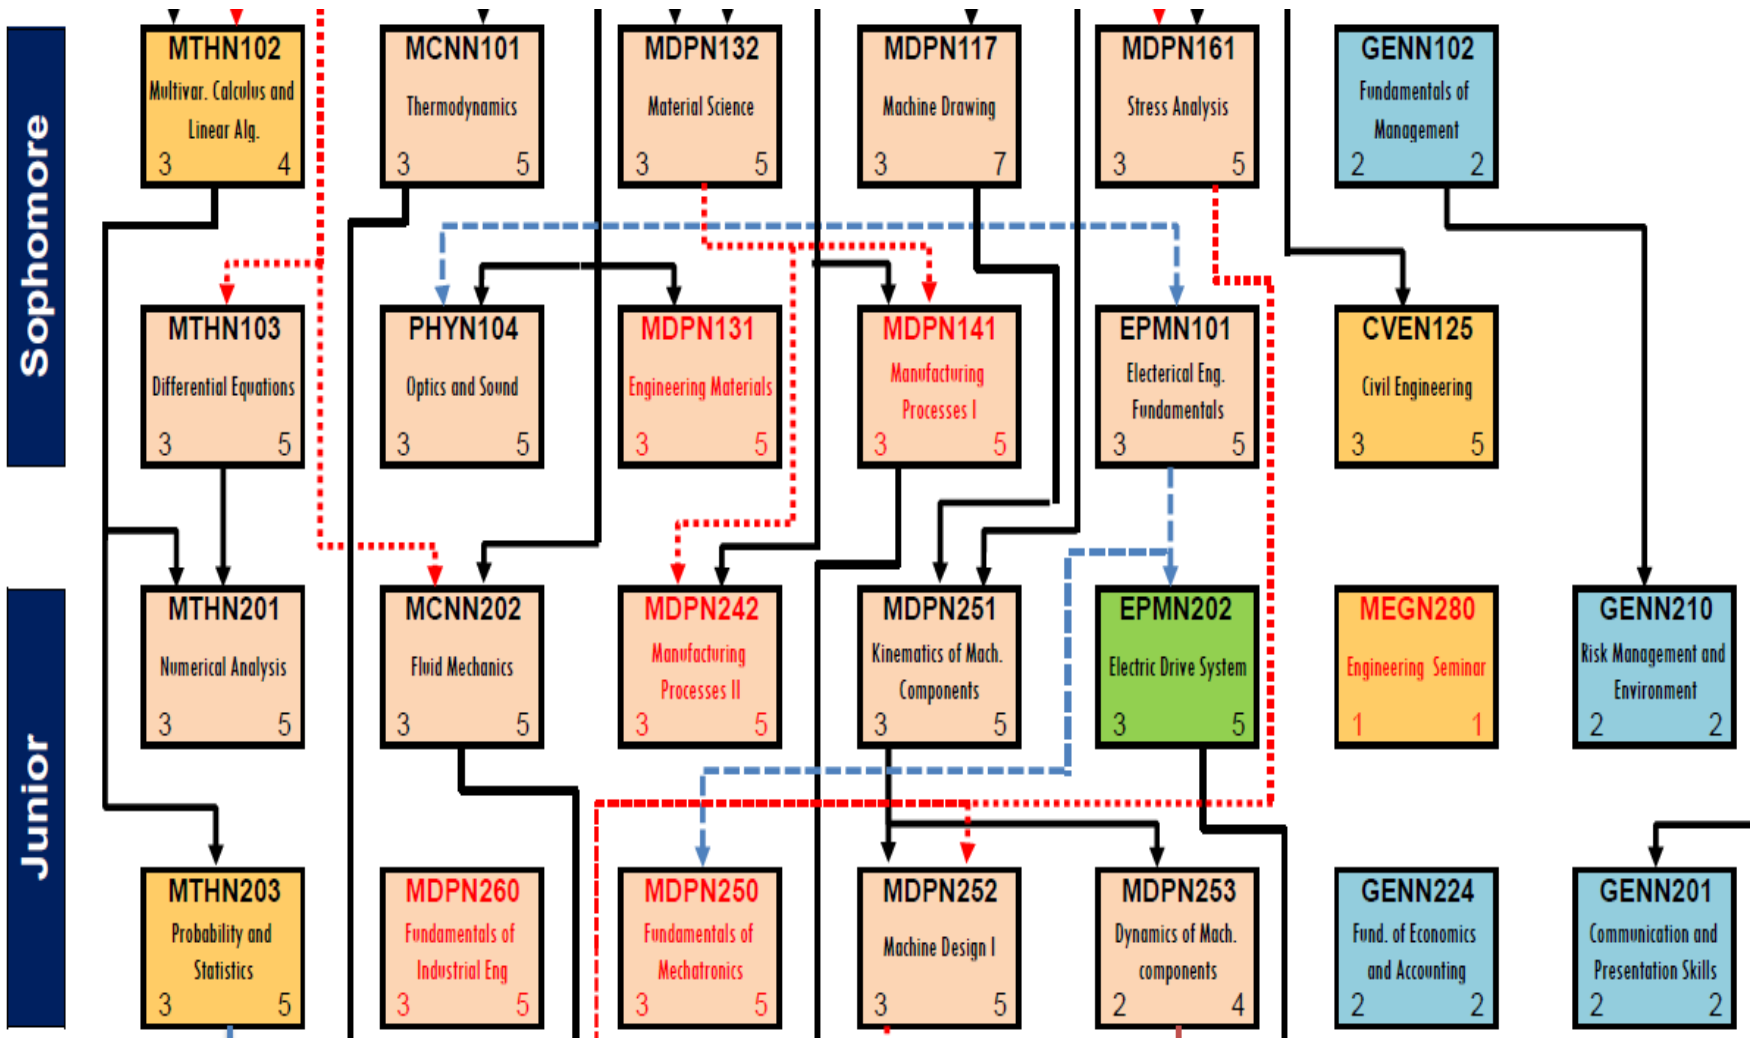 Sophomore
MTHN102
Multivar. Calculus and
Linear Alg.
3 4
MCNN101
Thermodynamics
3 5
MDPN132
Material Science
3 5
MDPN117
Machine Drawing
3 7
MDPN161
Stress Analysis
3 5
GENN102
Fundamentals of
Management
2 2
MTHN103
Differential Equations
3 5
PHYN104
Optics and Sound
3 5
MDPN131
Engineering Materials
3 5
MDPN141
Manufacturing
Processes I
3 5
EPMN101
Electerical Eng.
Fundamentals
3 5
CVEN125
Civil Engineering
3 5
Junior
MTHN201
Numerical Analysis
3 5
MCNN202
Fluid Mechanics
3 5
MDPN242
Manufacturing
Processes II
3 5
MDPN251
Kinematics of Mach.
Components
3 5
EPMN202
Electric Drive System
3 5
MEGN280
Engineering Seminar
1 1
GENN210
Risk Management and
Environment
2 2
MTHN203
Probability and
Statistics
3 5
MDPN260
Fundamentals of
Industrial Eng
3 5
MDPN250
Fundamentals of
Mechatronics
3 5
MDPN252
Machine Design I
3 5
MDPN253
Dynamics of Mach.
components
2 4
GENN224
Fund. of Economics
and Accounting
2 2
GENN201
Communication and
Presentation Skills
2 2